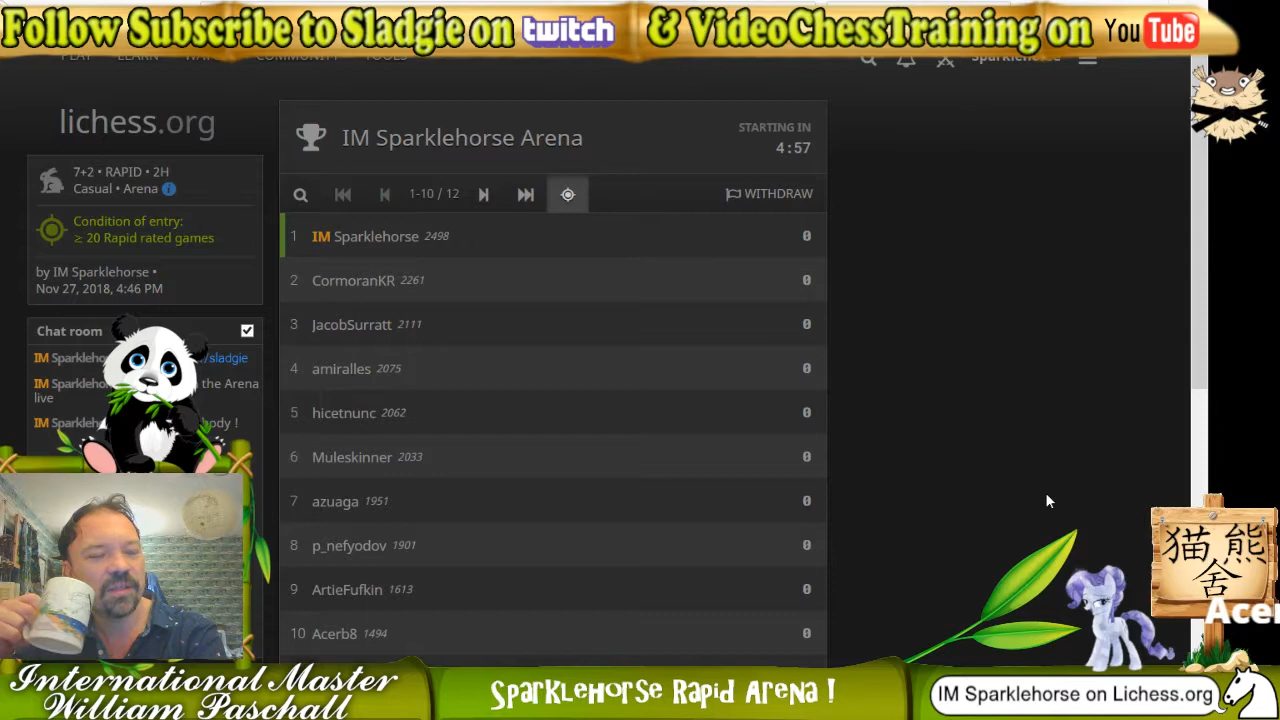 Follow Subscribe to Sladgie on twitch & VideoChessTraining on YouTube
COMMUNITY
Sparklehorse
lichess.org
7+2 • RAPID • 2H
Casual • Arena
Condition of entry:
≥ 20 Rapid rated games
by IM Sparklehorse •
Nov 27, 2018, 4:46 PM
Chat room
IM /sladgie
IM the Arena
live
IM !
IM Sparklehorse Arena
STARTING IN
4:57
1-10 / 12
WITHDRAW
1 IM Sparklehorse 2498 0
2 CormoranKR 2261 0
3 JacobSurratt 2111 0
4 amiralles 2075 0
5 hicetnunc 2062 0
6 Muleskinner 2033 0
7 azuaga 1951 0
8 p_nefyodov 1901 0
9 ArtieFufkin 1613 0
10 Acerb8 1494 0
猫熊
舍
International Master
William Paschall
Sparklehorse Rapid Arena !
IM Sparklehorse on Lichess.org